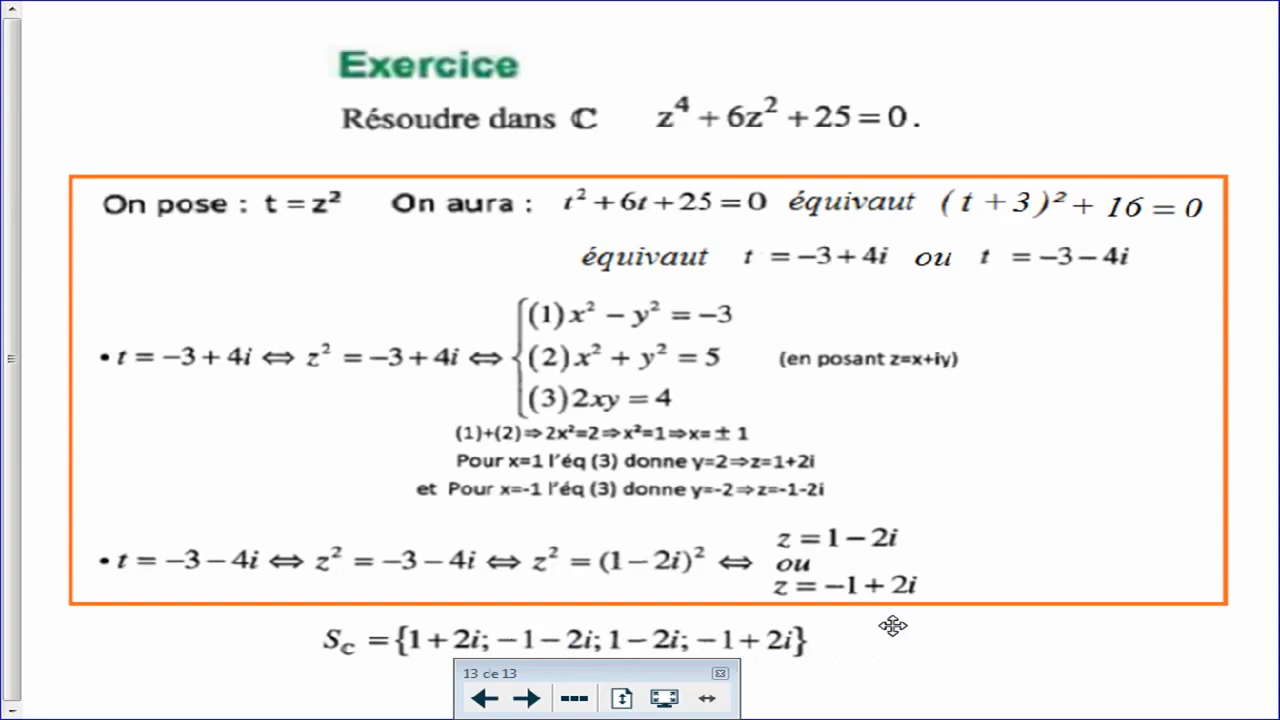 Exercice
Résoudre dans ℂ z⁴ + 6z² + 25 = 0.
On pose : t = z² On aura : t² + 6t + 25 = 0 équivaut ( t + 3 )² + 16 = 0
équivaut t = −3 + 4i ou t = −3 − 4i
• t = −3 + 4i ⇔ z² = −3 + 4i ⇔ { (1) x² − y² = −3
(2) x² + y² = 5 (en posant z=x+iy)
(3) 2xy = 4
(1)+(2)⇒2x²=2⇒x²=1⇒x=± 1
Pour x=1 l'éq (3) donne y=2⇒z=1+2i
et Pour x=-1 l'éq (3) donne y=-2⇒z=-1-2i
z = 1 − 2i
• t = −3 − 4i ⇔ z² = −3 − 4i ⇔ z² = (1 − 2i)² ⇔ ou
z = −1 + 2i
S_C = {1 + 2i; −1 − 2i; 1 − 2i; −1 + 2i}
13 de 13